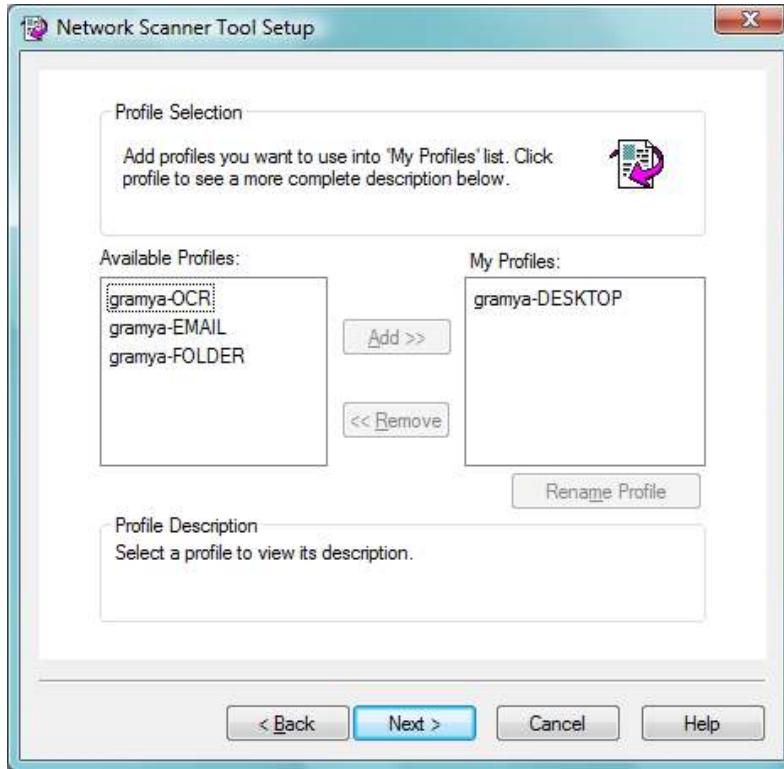 Network Scanner Tool Setup
Profile Selection
Add profiles you want to use into 'My Profiles' list. Click
profile to see a more complete description below.
Available Profiles:
gramya-OCR
gramya-EMAIL
gramya-FOLDER
Add >>
<< Remove
My Profiles:
gramya-DESKTOP
Rename Profile
Profile Description
Select a profile to view its description.
< Back
Next >
Cancel
Help